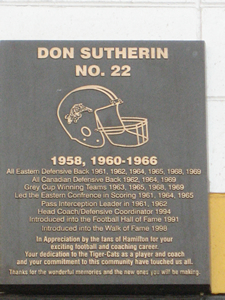 DON SUTHERIN
NO. 22
1958, 1960-1966
All Eastern Defensive Back 1961, 1962, 1964, 1965, 1968, 1969
All Canadian Defensive Back 1962, 1964, 1969
Grey Cup Winning Teams 1963, 1965, 1968, 1969
Led the Eastern Confrence in Scoring 1961, 1964, 1965
Pass Interception Leader in 1961, 1962
Head Coach/Defensive Coordinator 1994
Introduced into the Football Hall of Fame 1991
Introduced into the Walk of Fame 1998
In Appreciation by the fans of Hamilton for your
exciting football and coaching career.
Your dedication to the Tiger-Cats as a player and coach
and your commitment to this community have touched us all.
Thanks for the wonderful memories and the new ones you will be making.